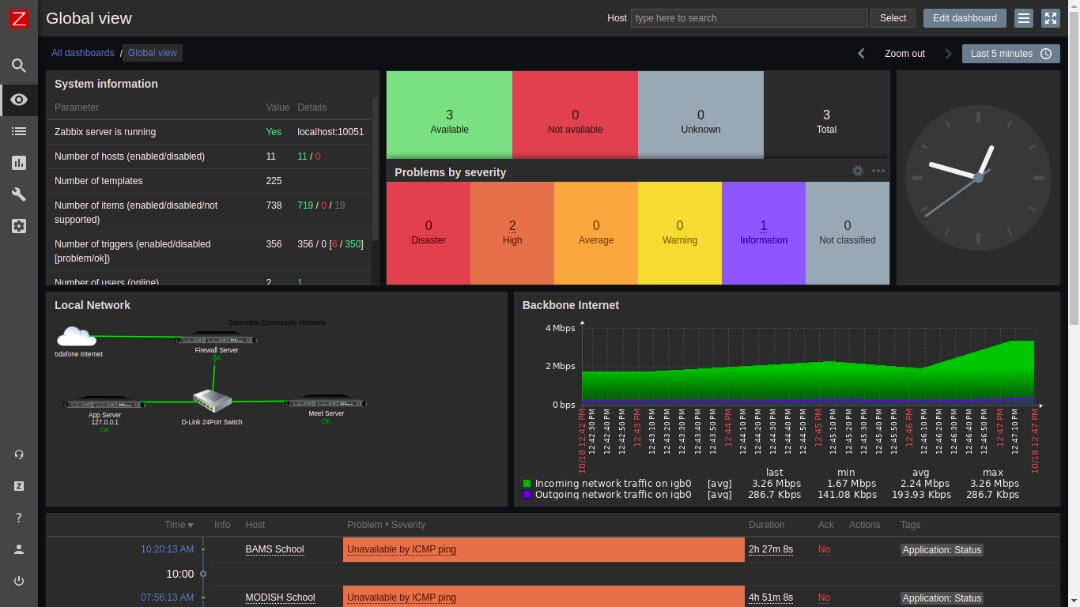 Z
Global view
Host
type here to search
Select
Edit dashboard
All dashboards / Global view
Zoom out
Last 5 minutes
System information
Parameter Value Details
Zabbix server is running Yes localhost:10051
Number of hosts (enabled/disabled) 11 11 / 0
Number of templates 225
Number of items (enabled/disabled/not
supported) 738 719 / 0 / 19
Number of triggers (enabled/disabled
[problem/ok]) 356 356 / 0 [6 / 350]
Number of users (online) 2 1
3
Available
0
Not available
0
Unknown
3
Total
Problems by severity
0
Disaster
2
High
0
Average
0
Warning
1
Information
0
Not classified
Local Network
Community Network
odafone Internet
Firewall Server
OK
App Server
127.0.0.1
OK
D-Link 24Port Switch
Meet Server
OK
Backbone Internet
4 Mbps
2 Mbps
0 bps
10/18 12:42 PM
12:42:30 PM
12:42:40 PM
12:42:50 PM
12:43 PM
12:43:10 PM
12:43:20 PM
12:43:30 PM
12:43:40 PM
12:43:50 PM
12:44 PM
12:44:10 PM
12:44:20 PM
12:44:30 PM
12:44:40 PM
12:44:50 PM
12:45 PM
12:45:10 PM
12:45:20 PM
12:45:30 PM
12:45:40 PM
12:45:50 PM
12:46 PM
12:46:10 PM
12:46:20 PM
12:46:30 PM
12:46:40 PM
12:46:50 PM
12:47 PM
12:47:10 PM
10/18 12:47 PM
last min avg max
Incoming network traffic on igb0 [avg] 3.26 Mbps 1.67 Mbps 2.24 Mbps 3.26 Mbps
Outgoing network traffic on igb0 [avg] 286.7 Kbps 141.08 Kbps 193.93 Kbps 286.7 Kbps
Time Info Host Problem • Severity Duration Ack Actions Tags
10:20:13 AM BAMS School Unavailable by ICMP ping 2h 27m 8s No Application: Status
10:00
07:56:13 AM MODISH School Unavailable by ICMP ping 4h 51m 8s No Application: Status
Z
?